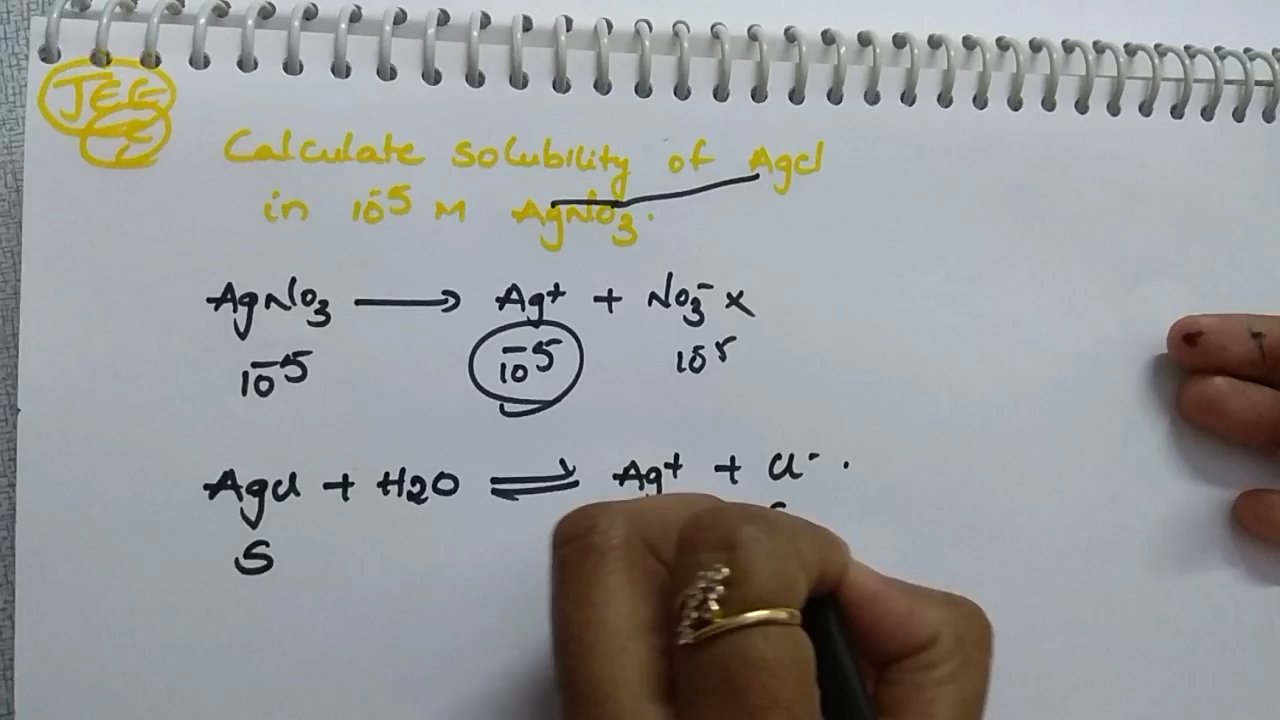 JEE
Calculate solubility of Agcl
in 10⁻⁵ M AgNO₃.
AgNO₃ ⟶ Ag⁺ + NO₃⁻ x
10⁻⁵ 10⁻⁵ 10⁻⁵
Agcl + H2O ⇌ Ag⁺ + cl⁻ .
S